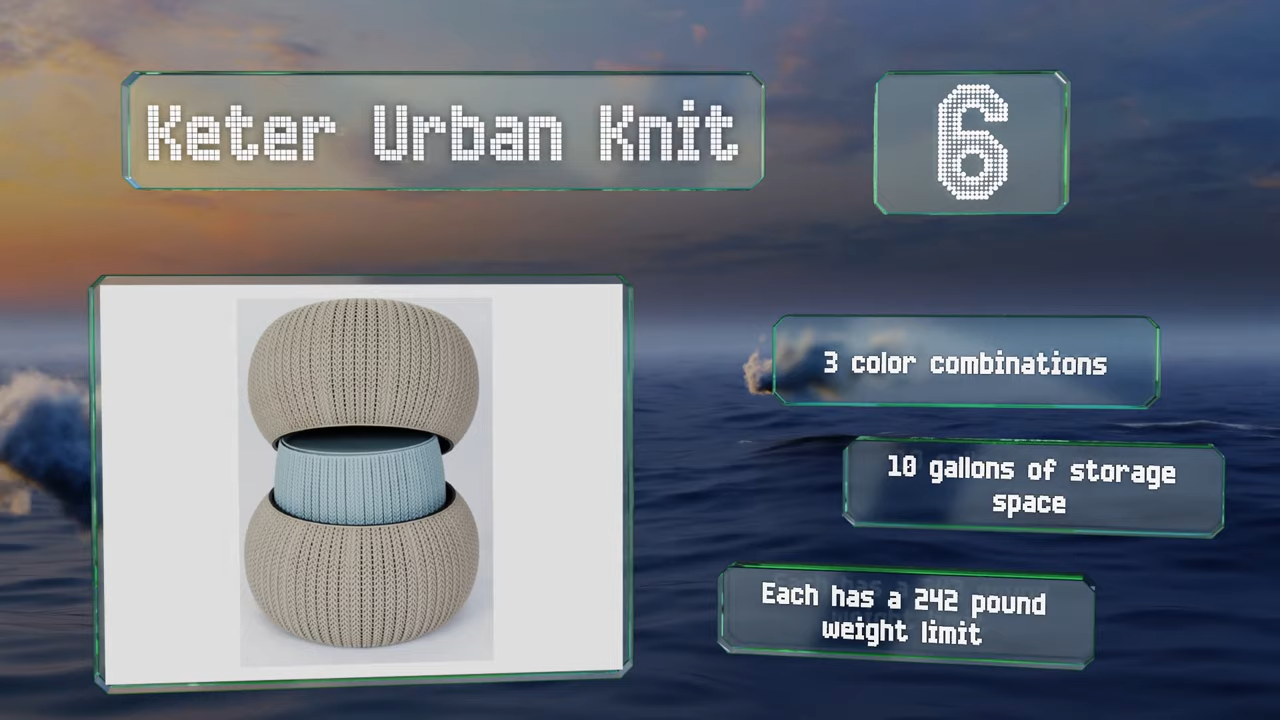 Keter Urban Knit
6
3 color combinations
10 gallons of storage
space
Each has a 242 pound
weight limit